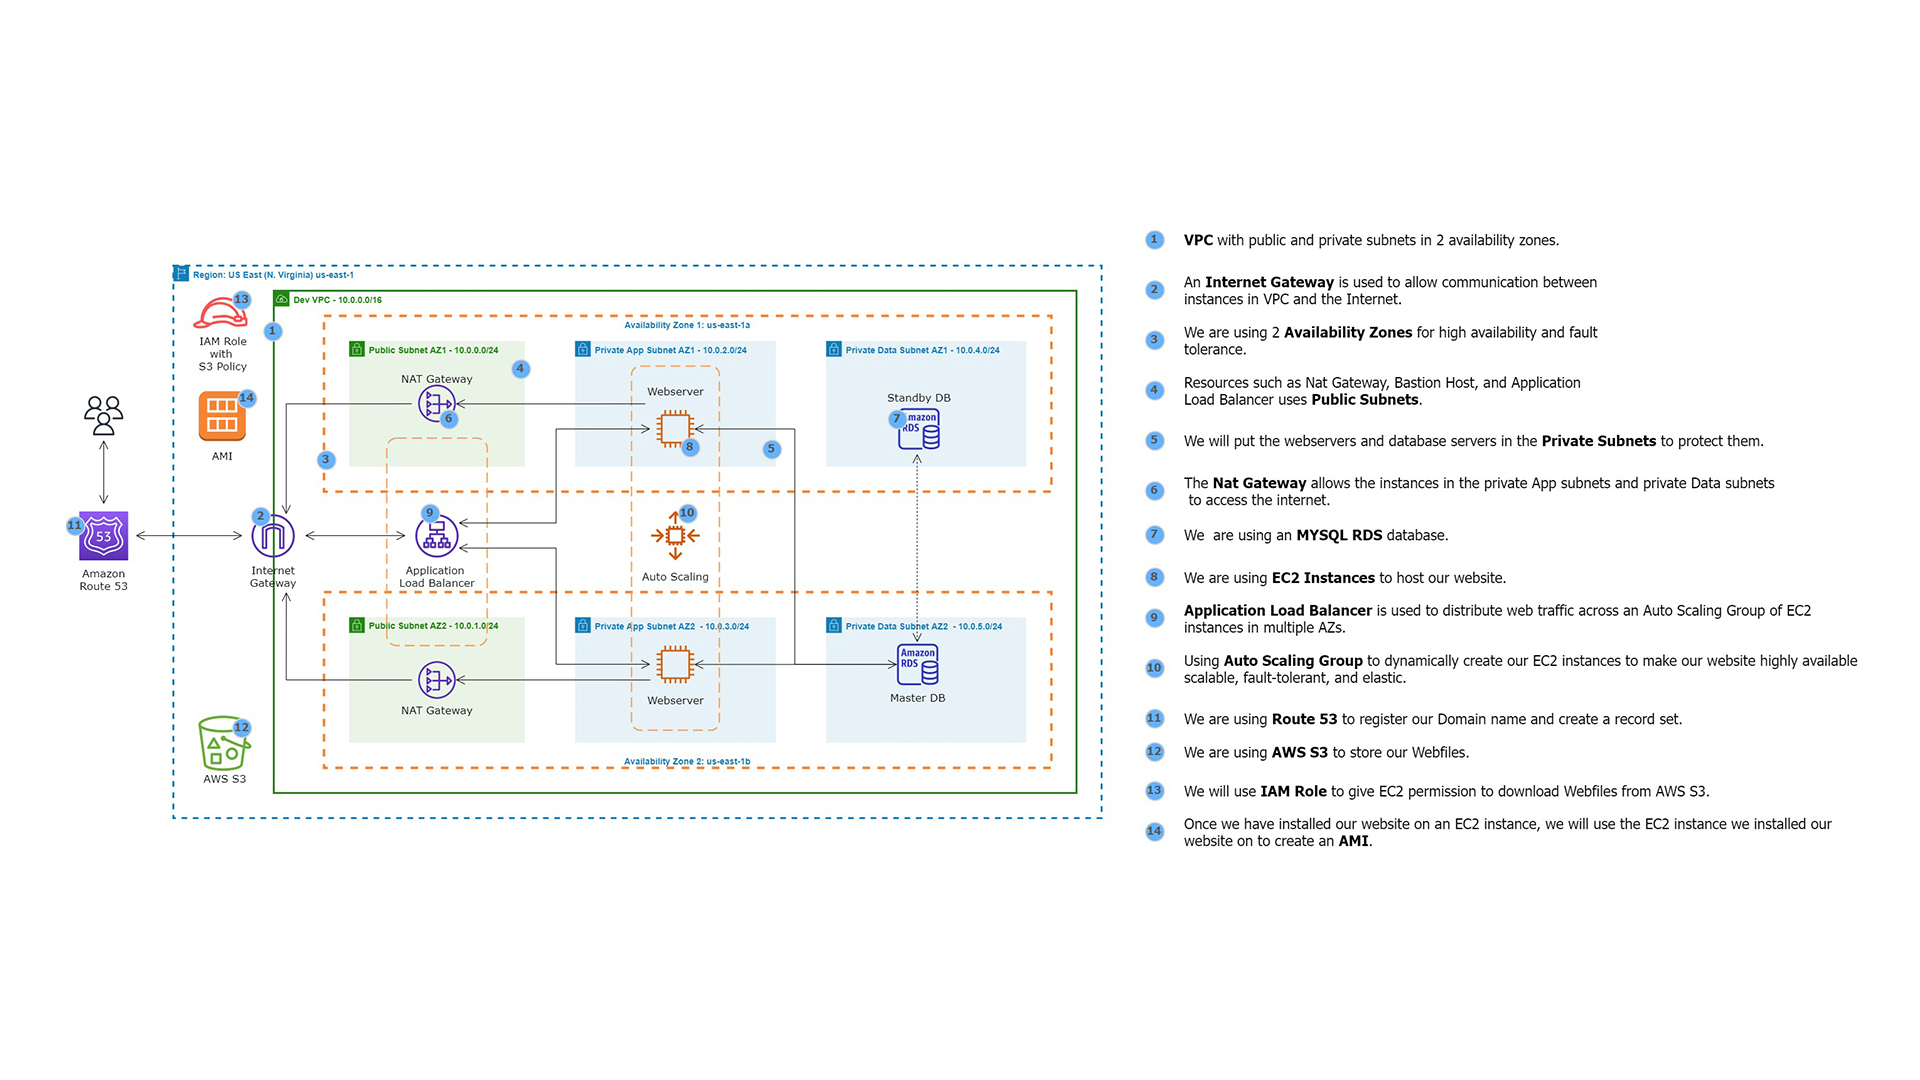 Region: US East (N. Virigina) us-east-1
13
IAM Role
with
S3 Policy
14
AMI
12
AWS S3
11
53
Amazon
Route 53
1
Dev VPC - 10.0.0.0/16
3
Availability Zone 1: us-east-1a
Public Subnet AZ1 - 10.0.0.0/24
NAT Gateway
4
6
Private App Subnet AZ1 - 10.0.2.0/24
Webserver
8
5
Private Data Subnet AZ1 - 10.0.4.0/24
Standby DB
7
Amazon
RDS
2
Internet
Gateway
9
Application
Load Balancer
10
Auto Scaling
Public Subnet AZ2 - 10.0.1.0/24
NAT Gateway
Private App Subnet AZ2 - 10.0.3.0/24
Webserver
Private Data Subnet AZ2 - 10.0.5.0/24
Amazon
RDS
Master DB
Availability Zone 2: us-east-1b
1 VPC with public and private subnets in 2 availability zones.
2 An Internet Gateway is used to allow communication between
instances in VPC and the Internet.
3 We are using 2 Availability Zones for high availability and fault
tolerance.
4 Resources such as Nat Gateway, Bastion Host, and Application
Load Balancer uses Public Subnets.
5 We will put the webservers and database servers in the Private Subnets to protect them.
6 The Nat Gateway allows the instances in the private App subnets and private Data subnets
to access the internet.
7 We are using an MYSQL RDS database.
8 We are using EC2 Instances to host our website.
9 Application Load Balancer is used to distribute web traffic across an Auto Scaling Group of EC2
instances in multiple AZs.
10 Using Auto Scaling Group to dynamically create our EC2 instances to make our website highly available
scalable, fault-tolerant, and elastic.
11 We are using Route 53 to register our Domain name and create a record set.
12 We are using AWS S3 to store our Webfiles.
13 We will use IAM Role to give EC2 permission to download Webfiles from AWS S3.
14 Once we have installed our website on an EC2 instance, we will use the EC2 instance we installed our
website on to create an AMI.